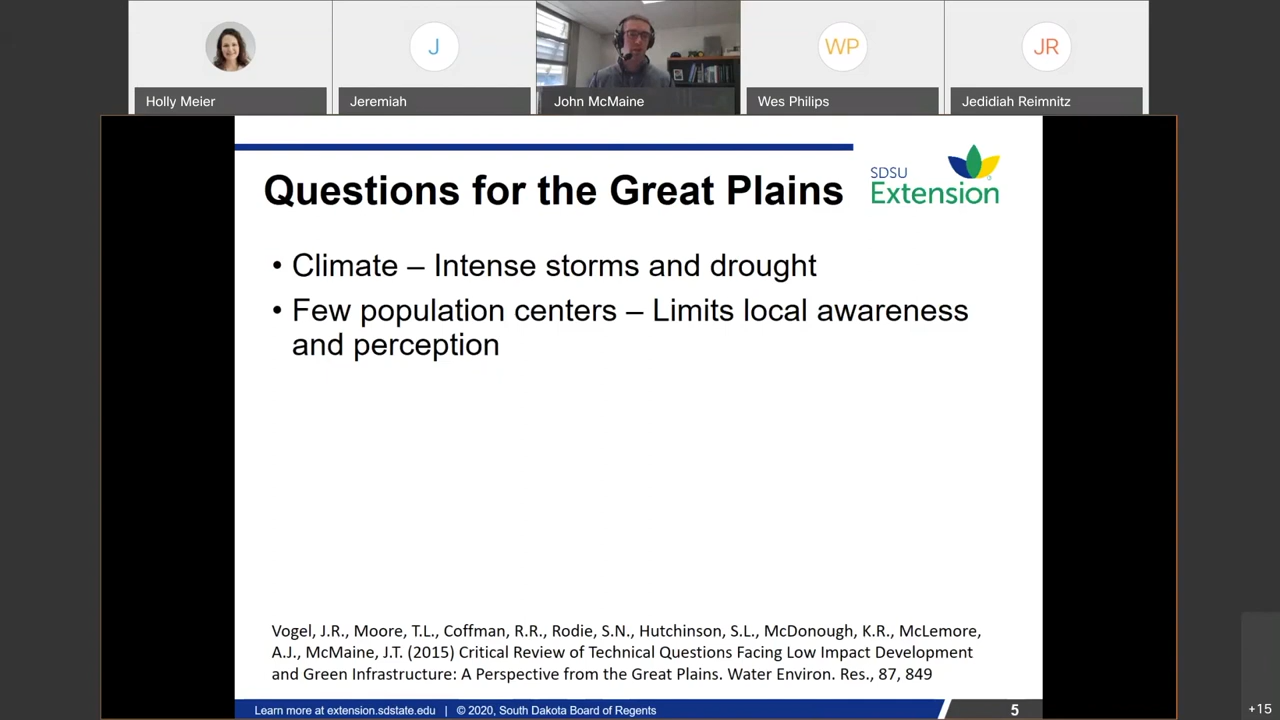 J
WP
JR
Holly Meier
Jeremiah
John McMaine
Wes Philips
Jedidiah Reimnitz
SDSU
Extension
Questions for the Great Plains
• Climate – Intense storms and drought
• Few population centers – Limits local awareness
and perception
Vogel, J.R., Moore, T.L., Coffman, R.R., Rodie, S.N., Hutchinson, S.L., McDonough, K.R., McLemore,
A.J., McMaine, J.T. (2015) Critical Review of Technical Questions Facing Low Impact Development
and Green Infrastructure: A Perspective from the Great Plains. Water Environ. Res., 87, 849
Learn more at extension.sdstate.edu | © 2020, South Dakota Board of Regents
5
+15